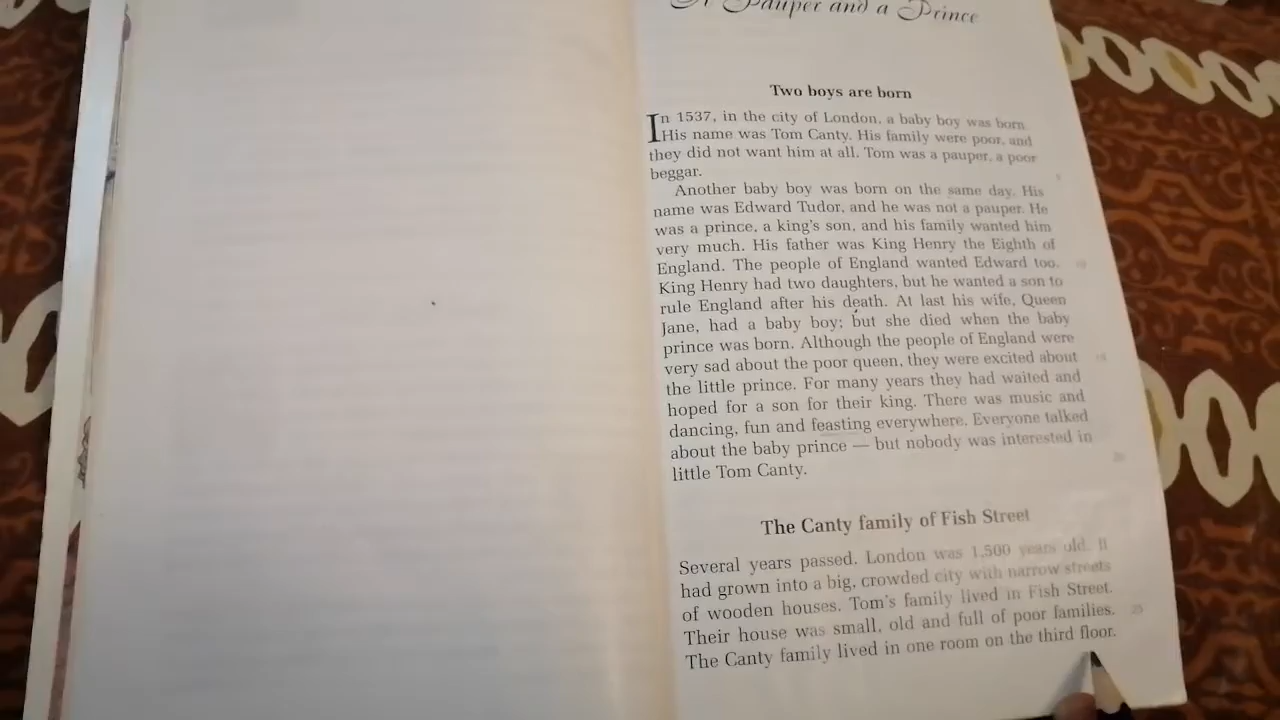 A Pauper and a Prince
Two boys are born
In 1537, in the city of London, a baby boy was born.
His name was Tom Canty. His family were poor, and
they did not want him at all. Tom was a pauper, a poor
beggar.
Another baby boy was born on the same day. His
name was Edward Tudor, and he was not a pauper. He
was a prince, a king's son, and his family wanted him
very much. His father was King Henry the Eighth of
England. The people of England wanted Edward too.
King Henry had two daughters, but he wanted a son to
rule England after his death. At last his wife, Queen
Jane, had a baby boy; but she died when the baby
prince was born. Although the people of England were
very sad about the poor queen, they were excited about
the little prince. For many years they had waited and
hoped for a son for their king. There was music and
dancing, fun and feasting everywhere. Everyone talked
about the baby prince — but nobody was interested in
little Tom Canty.
The Canty family of Fish Street
Several years passed. London was 1,500 years old. It
had grown into a big, crowded city with narrow streets
of wooden houses. Tom's family lived in Fish Street.
Their house was small, old and full of poor families. 25
The Canty family lived in one room on the third floor.